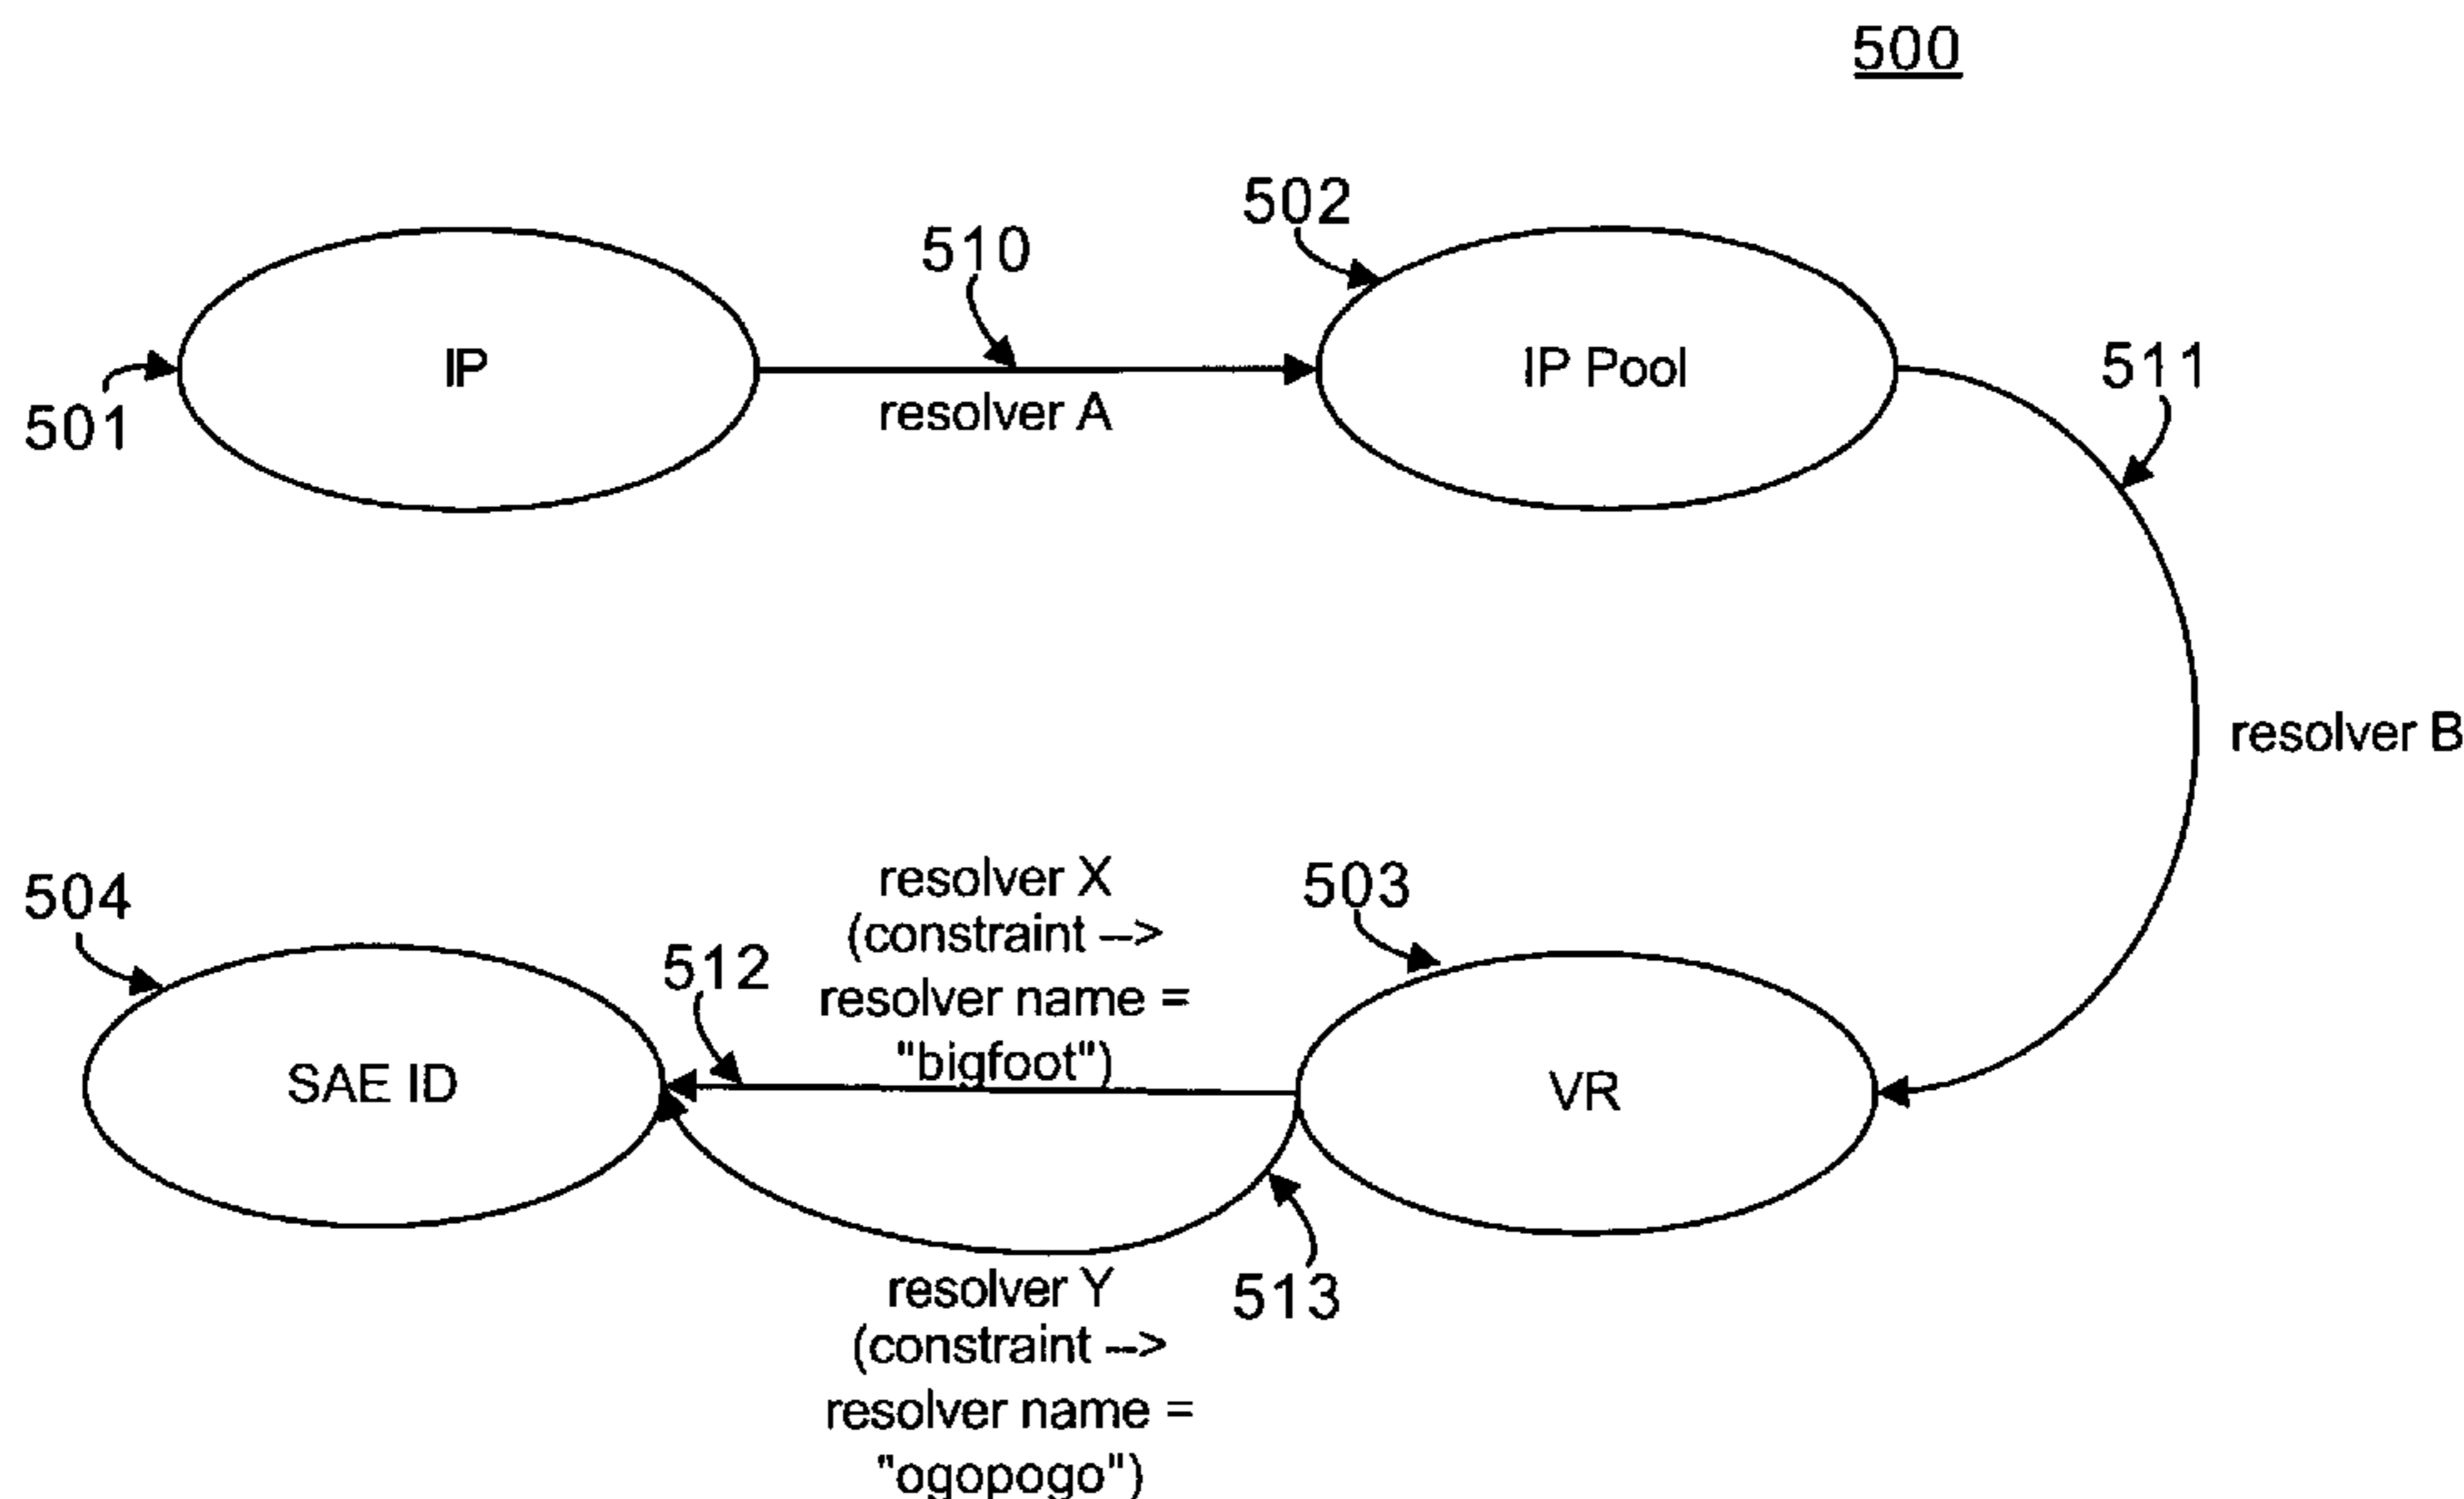 500
502
510
IP
IP Pool
511
501
resolver A
resolver B
504
resolver X
(constraint -->
resolver name =
"bigfoot")
512
503
SAE ID
VR
resolver Y
(constraint -->
resolver name =
"ogopogo")
513